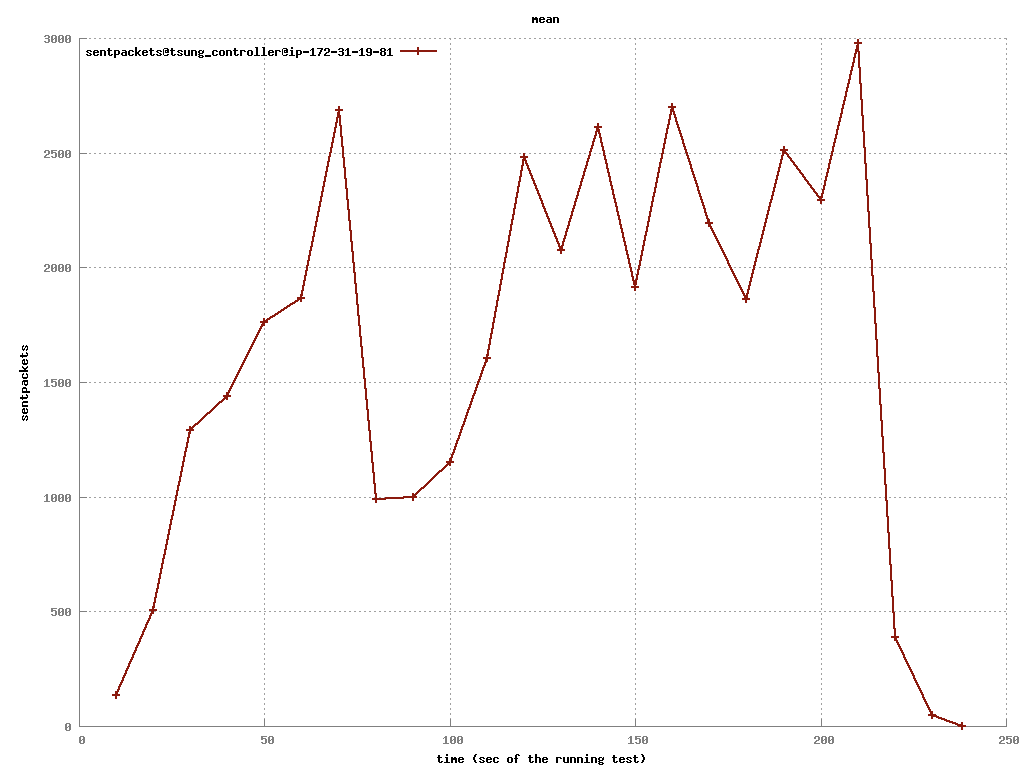 mean
3000
sentpackets@tsung_controller@ip-172-31-19-81
2500
2000
1500
1000
500
0
sentpackets
0 50 100 150 200 250
time (sec of the running test)